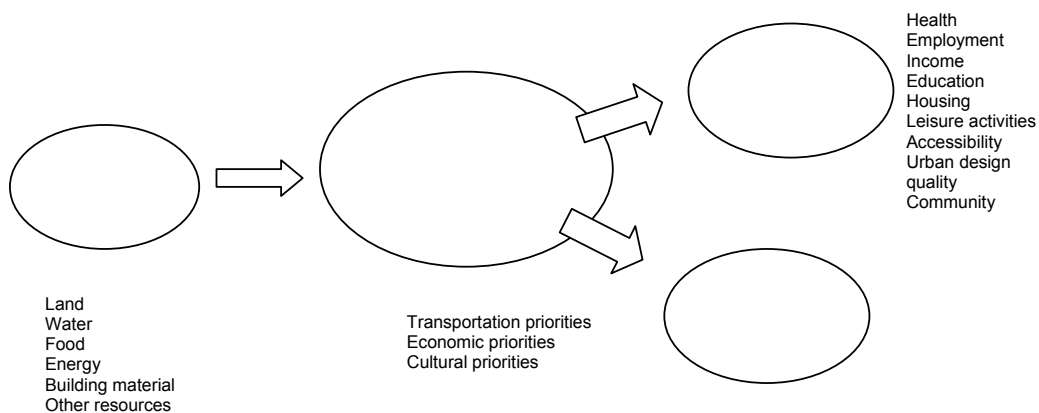 Land
Water
Food
Energy
Building material
Other resources
Transportation priorities
Economic priorities
Cultural priorities
Health
Employment
Income
Education
Housing
Leisure activities
Accessibility
Urban design
quality
Community